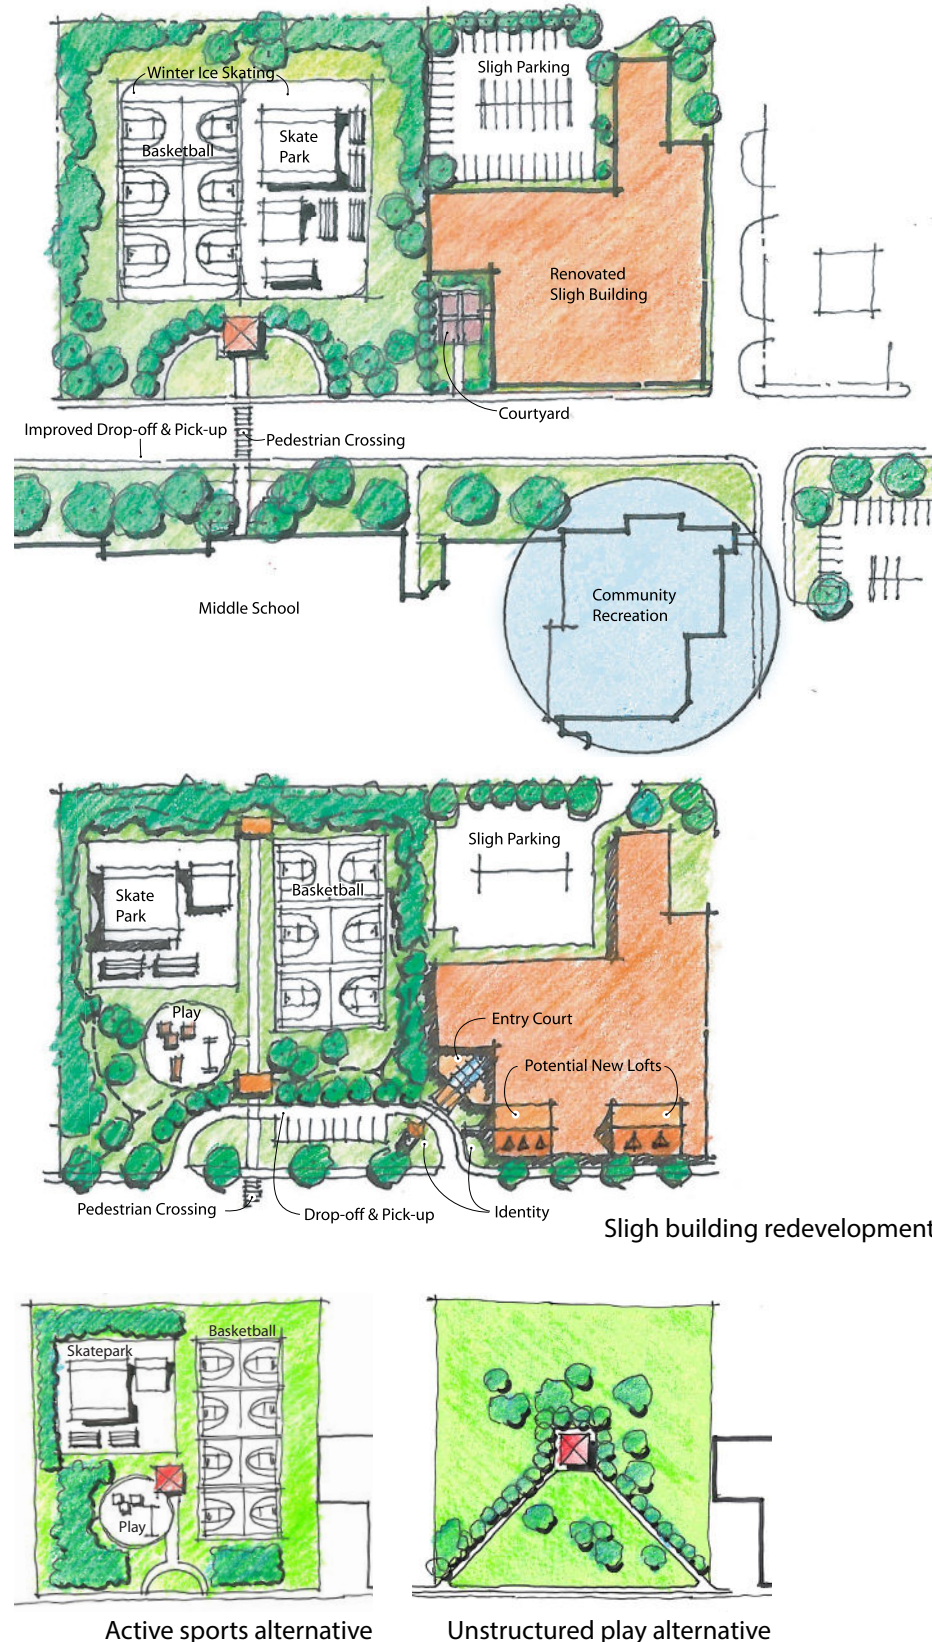 Winter Ice Skating
Sligh Parking
Basketball
Skate
Park
Renovated
Sligh Building
Courtyard
Improved Drop-off & Pick-up
Pedestrian Crossing
Middle School
Community
Recreation
Sligh Parking
Skate
Park
Basketball
Play
Entry Court
Potential New Lofts
Pedestrian Crossing
Drop-off & Pick-up
Identity
Sligh building redevelopment
Skatepark
Basketball
Play
Active sports alternative
Unstructured play alternative